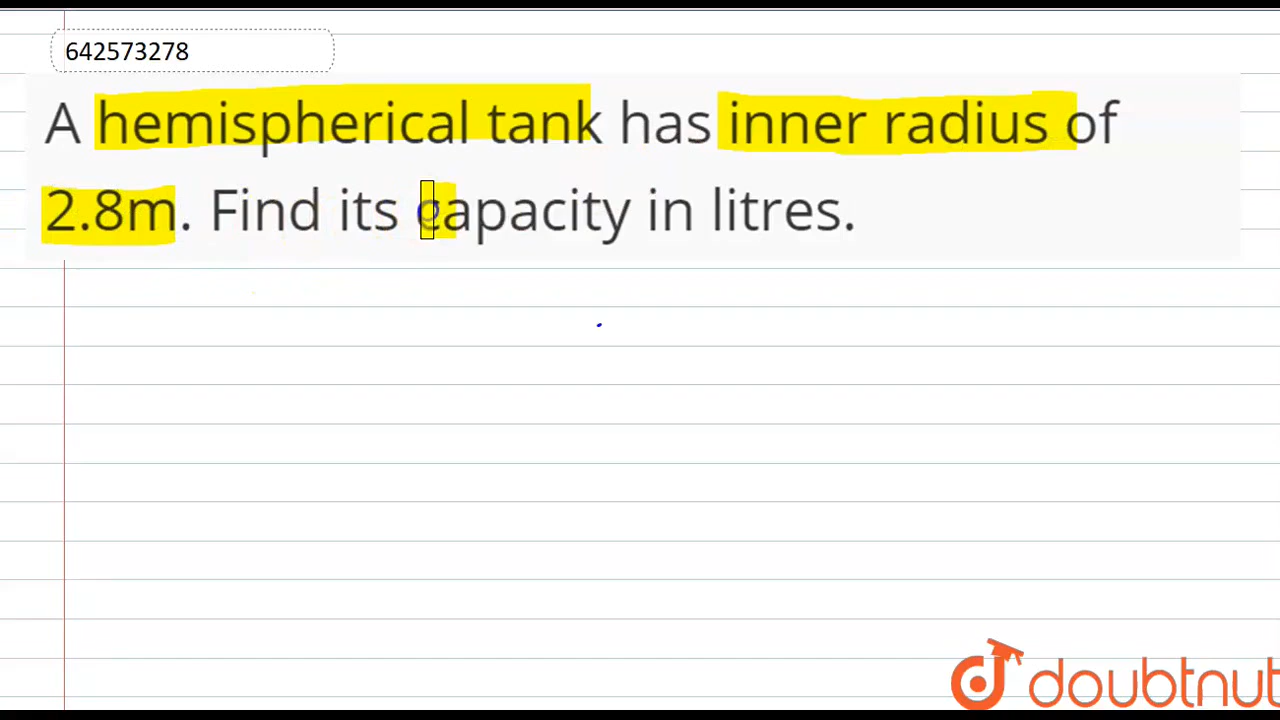 642573278
A hemispherical tank has inner radius of
2.8m. Find its capacity in litres.
doubtnut